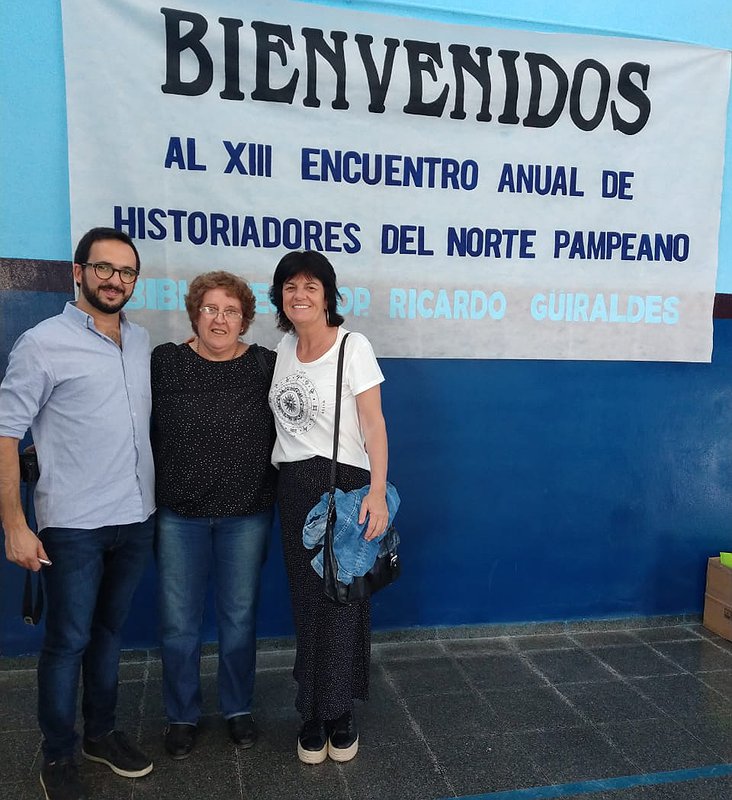 BIENVENIDOS
AL XIII ENCUENTRO ANUAL DE
HISTORIADORES DEL NORTE PAMPEANO
RICARDO GUIRALDES